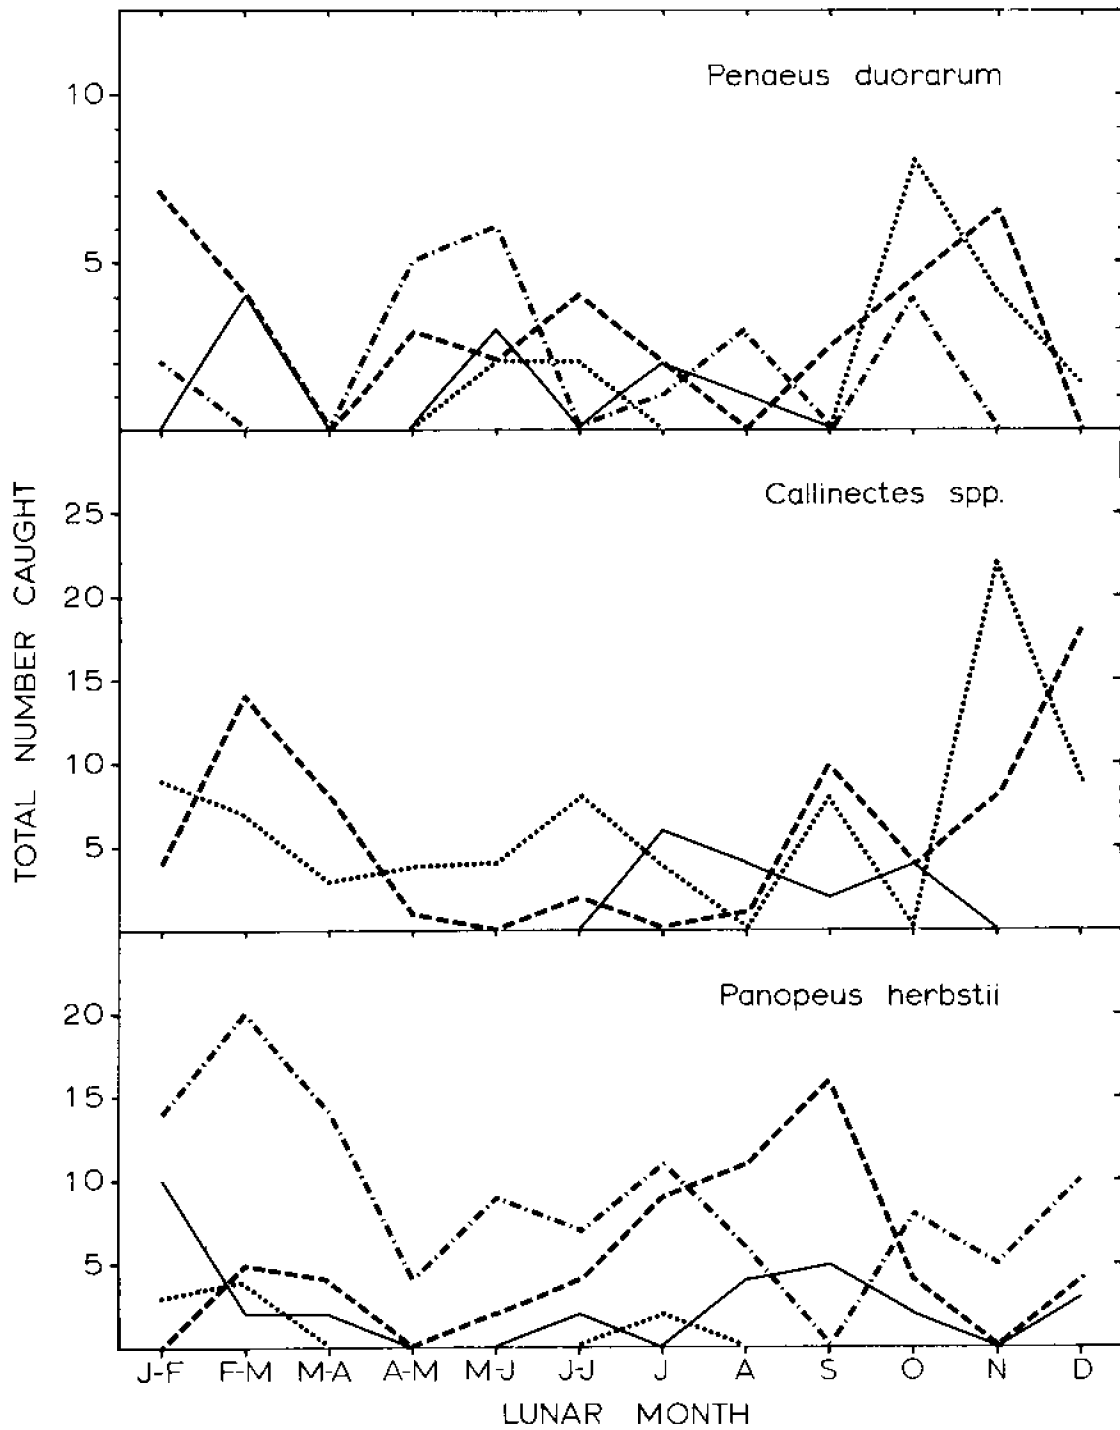 Penaeus duorarum
10
5
Callinectes spp.
25
20
15
10
5
TOTAL NUMBER CAUGHT
Panopeus herbstii
20
15
10
5
J-F F-M M-A A-M M-J J-J J A S O N D
LUNAR MONTH